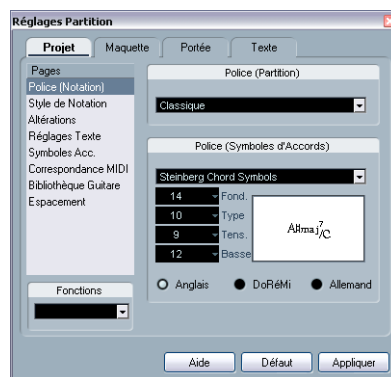 Réglages Partition
Projet Maquette Portée Texte
Pages
Police (Notation)
Style de Notation
Altérations
Réglages Texte
Symboles Acc.
Correspondance MIDI
Bibliothèque Guitare
Espacement
Fonctions
Police (Partition)
Classique
Police (Symboles d'Accords)
Steinberg Chord Symbols
14 Fond.
10 Type
9 Tens.
12 Basse
A#maj7/C
Anglais DoRéMi Allemand
Aide Défaut Appliquer